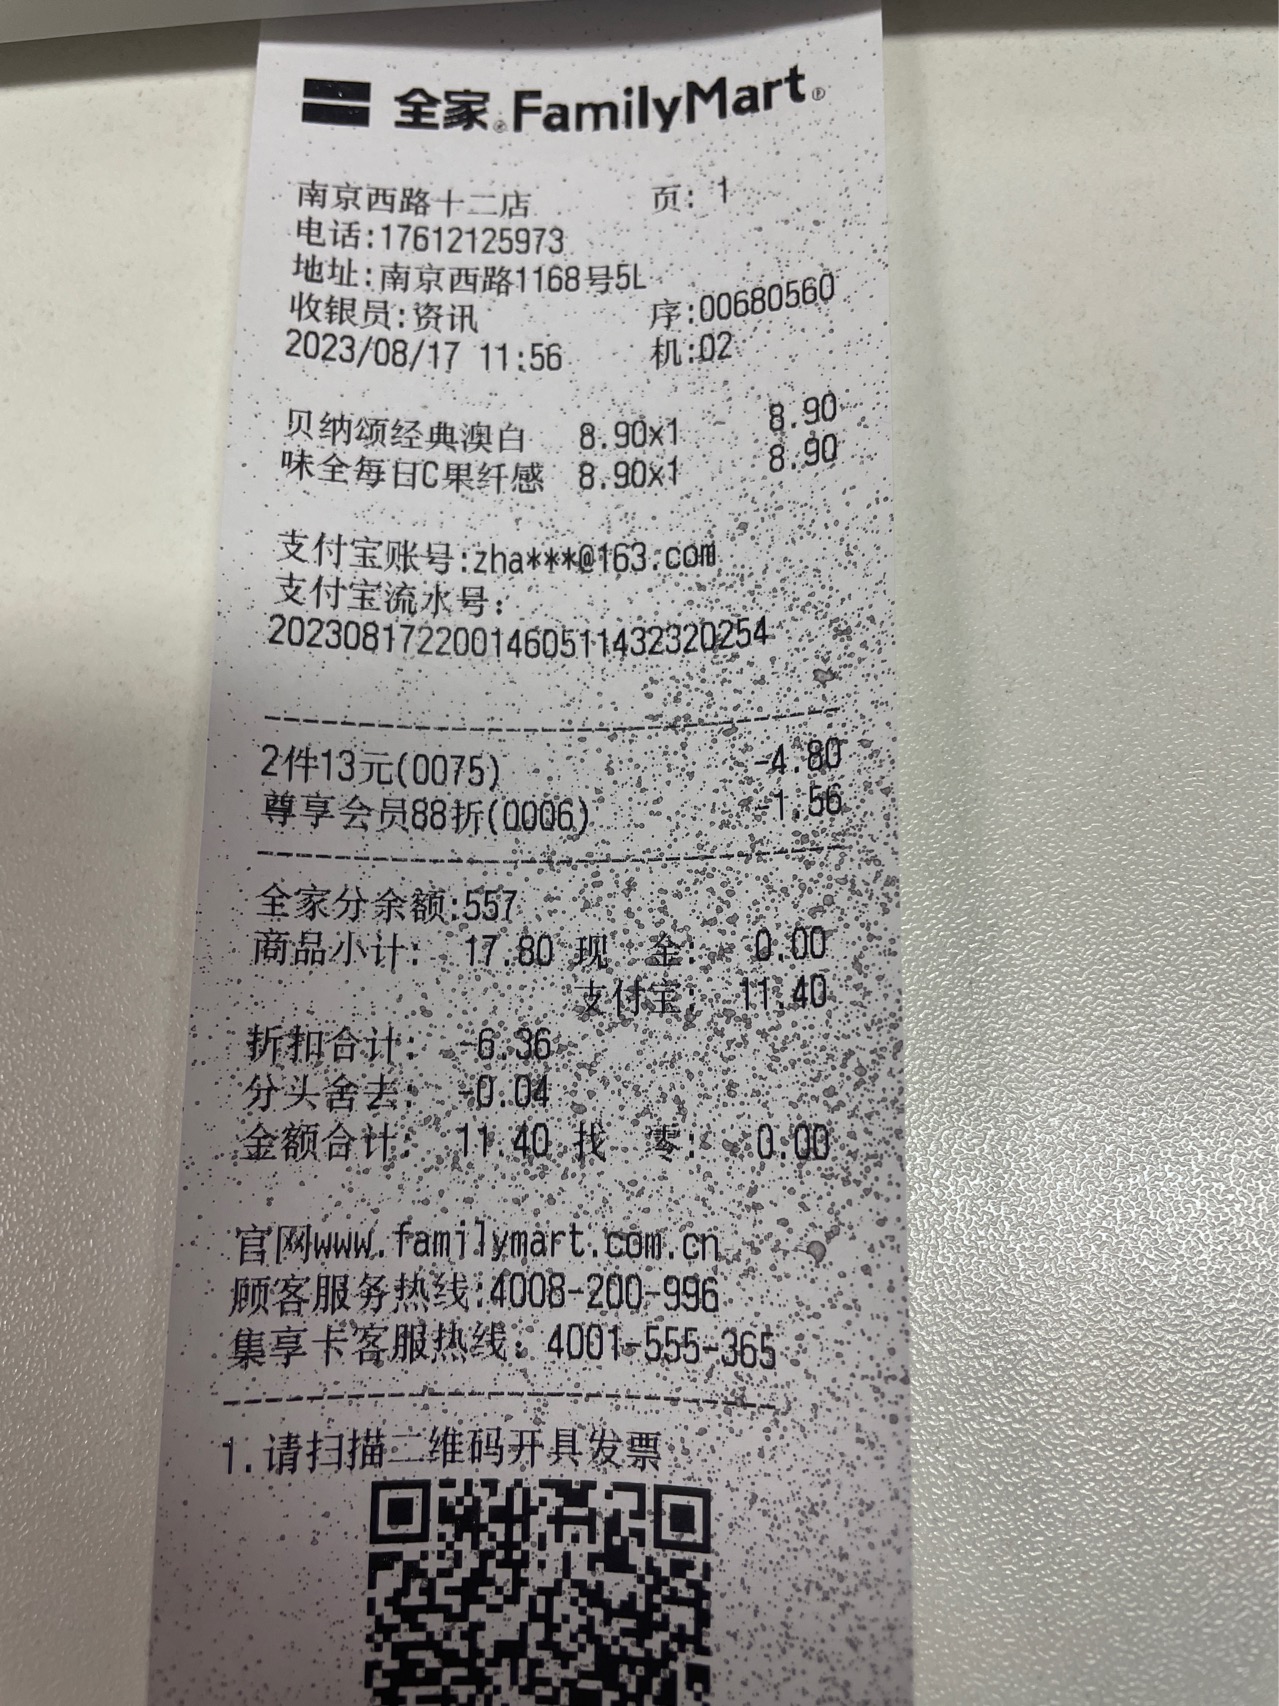 全家 FamilyMart
南京西路十二店 页: 1
电话:17612125973
地址:南京西路1168号5L
收银员:资讯 序:00680560
2023/08/17 11:56 机:02
贝纳颂经典澳白 8.90x1 8.90
味全每日C果纤感 8.90x1 8.90
支付宝账号:zha***@163.com
支付宝流水号:
2023081722001460511432320254
2件13元(0075) -4.80
尊享会员88折(0006) -1.56
全家分余额:557
商品小计: 17.80 现 金: 0.00
支付宝: 11.40
折扣合计: -6.36
分头舍去: -0.04
金额合计: 11.40 找 零: 0.00
官网www.familymart.com.cn
顾客服务热线:4008-200-996
集享卡客服热线: 4001-555-365
1.请扫描二维码开具发票